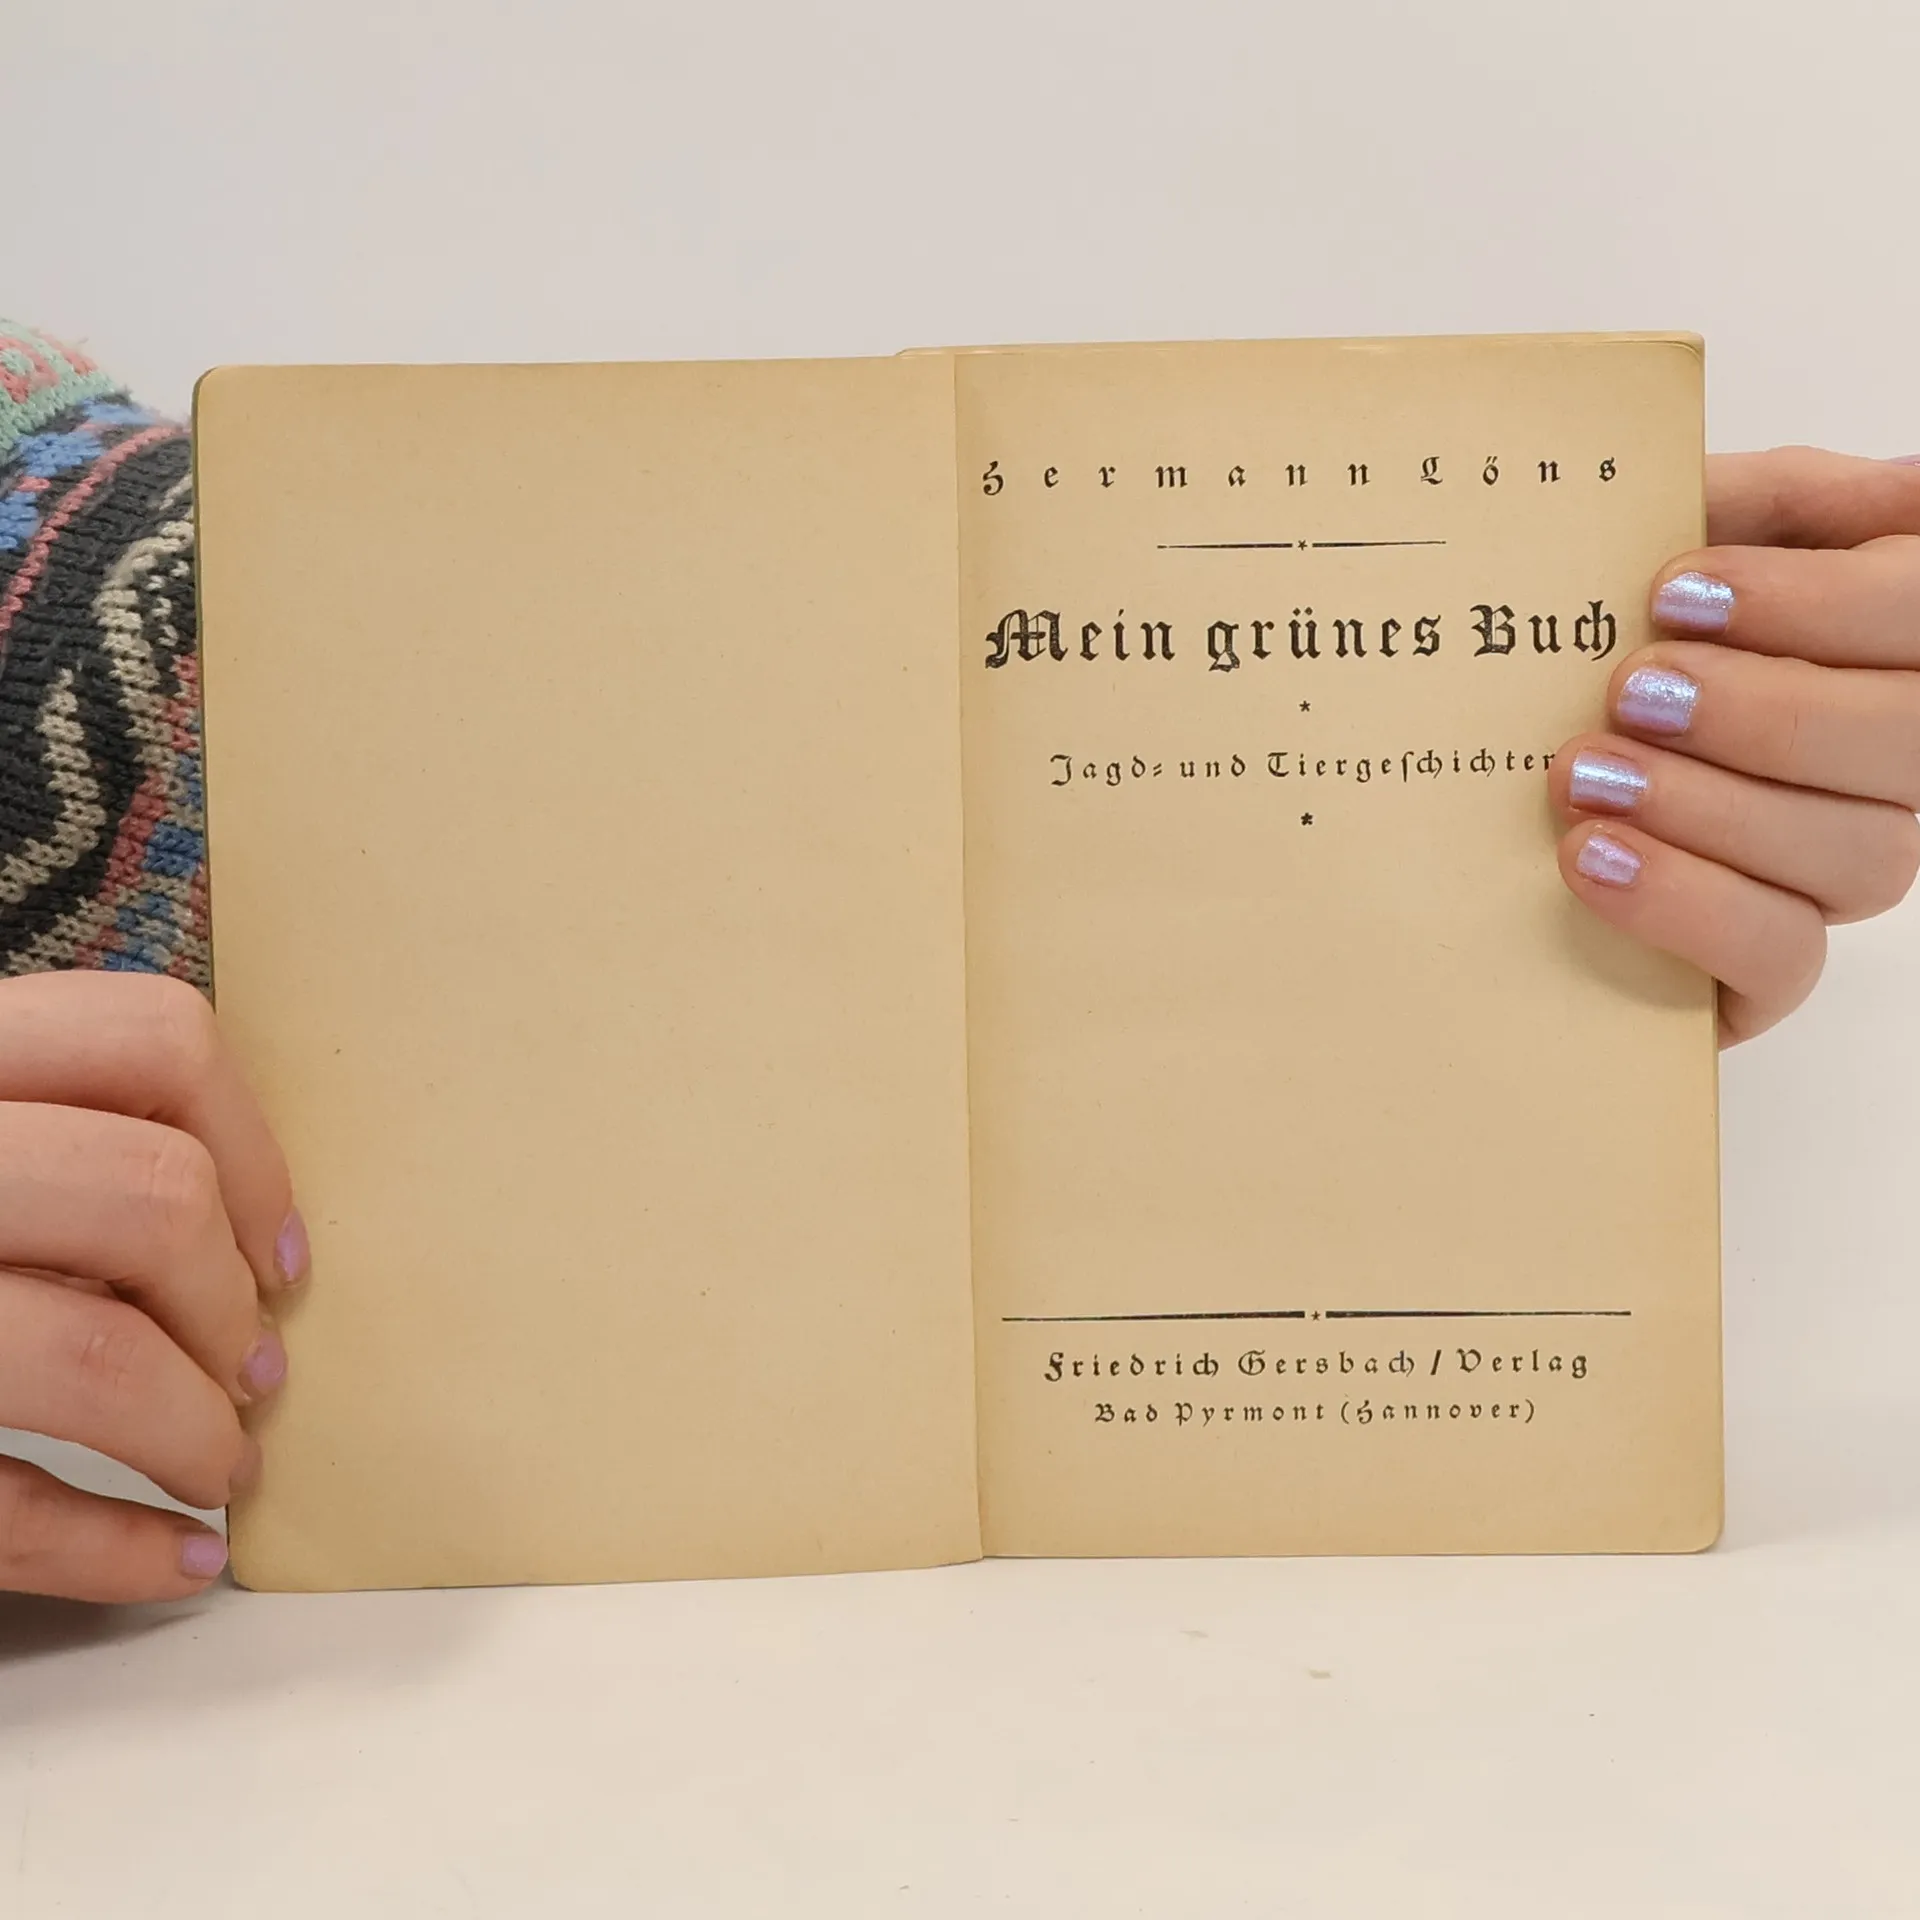 Hermann Löns
Mein grünes Buch
*
Jagd- und Tiergeſchichten
*
Friedrich Gersbach / Verlag
Bad Pyrmont (Hannover)